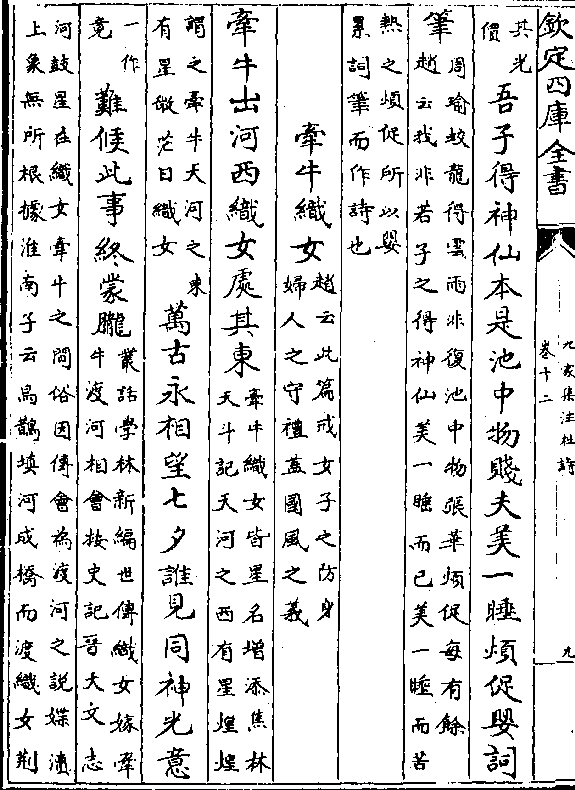 欽定四庫全書
九家集注杜詩
卷十二
九
其光
價
吾子得神仙本是池中物賤夫美一睡煩促嬰詞
筆
周瑜蛟龍得雲雨非復池中物張華煩促每有餘
趙云我非若子之得神仙美一睡而已美一睡而苦
熱之煩促所以嬰
累詞筆而作詩也
牽牛織女
趙云此篇戒女子之防身
婦人之守禮蓋國風之義
牽牛出河西織女處其東
牽牛織女皆星名增添焦林
天斗記天河之西有星煌煌
謂之牽牛天河之東
有星微茫曰織女
萬古永相望七夕誰見同神光意
一作
竟
難候此事終蒙朧
叢話學林新編世傳織女嫁牽
牛渡河相會按史記晉大文志
河鼓星在織女牽牛之間俗因傳會為渡河之說媟瀆
上象無所根據淮南子云烏鵲填河成橋而渡織女荆